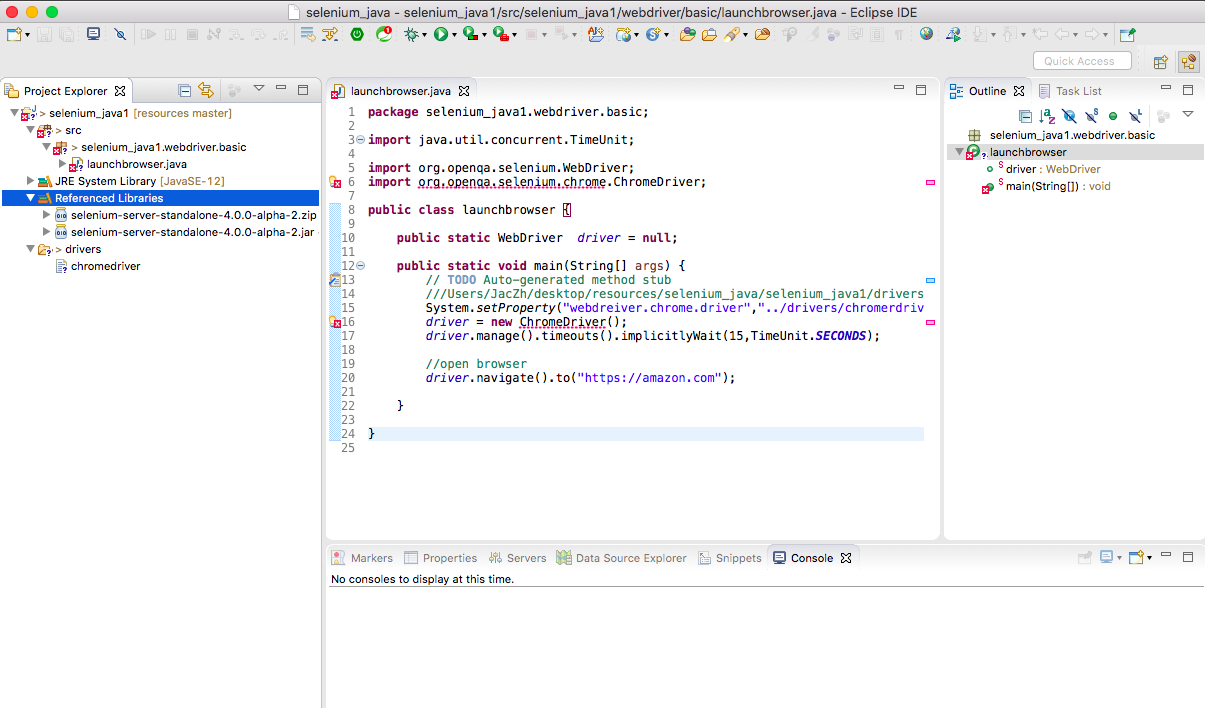 selenium_java - selenium_java1/src/selenium_java1/webdriver/basic/launchbrowser.java - Eclipse IDE
Quick Access
Project Explorer
> selenium_java1 [resources master]
> src
> selenium_java1.webdriver.basic
launchbrowser.java
JRE System Library [JavaSE-12]
Referenced Libraries
selenium-server-standalone-4.0.0-alpha-2.zip
selenium-server-standalone-4.0.0-alpha-2.jar
> drivers
chromedriver
launchbrowser.java
1 package selenium_java1.webdriver.basic;
2
3 import java.util.concurrent.TimeUnit;
4
5 import org.openqa.selenium.WebDriver;
6 import org.openqa.selenium.chrome.ChromeDriver;
7
8 public class launchbrowser {
9
10 public static WebDriver driver = null;
11
12 public static void main(String[] args) {
13 // TODO Auto-generated method stub
14 ///Users/JacZh/desktop/resources/selenium_java/selenium_java1/drivers
15 System.setProperty("webdreiver.chrome.driver","../drivers/chromerdriv
16 driver = new ChromeDriver();
17 driver.manage().timeouts().implicitlyWait(15,TimeUnit.SECONDS);
18
19 //open browser
20 driver.navigate().to("https://amazon.com");
21
22 }
23
24 }
25
Outline
Task List
selenium_java1.webdriver.basic
launchbrowser
driver : WebDriver
main(String[]) : void
Markers
Properties
Servers
Data Source Explorer
Snippets
Console
No consoles to display at this time.